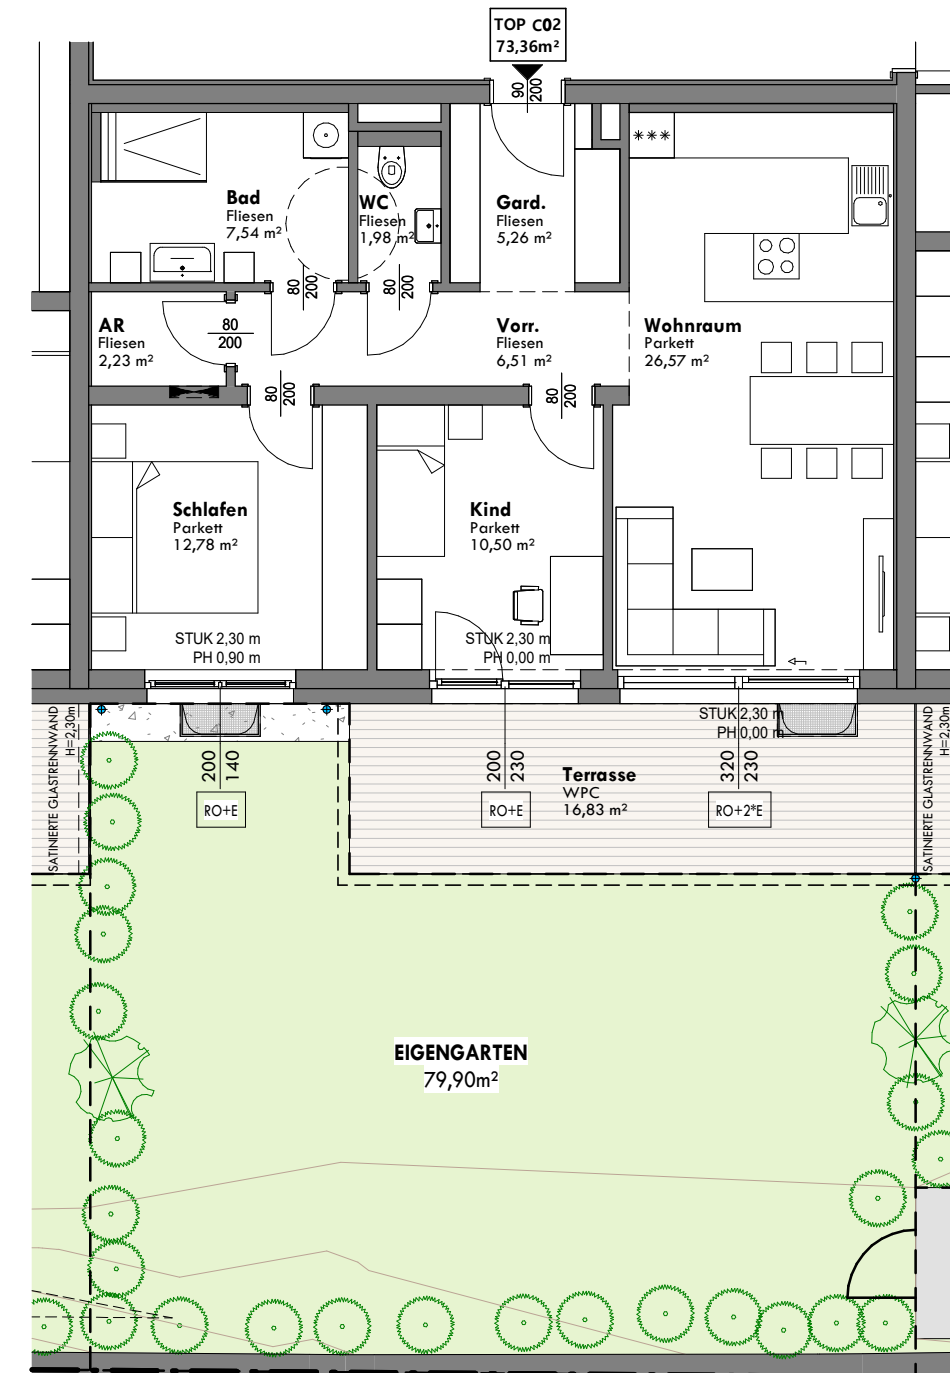 TOP C02
73,36m²
90
200
Bad
Fliesen
7,54 m²
WC
Fliesen
1,98 m²
Gard.
Fliesen
5,26 m²
***
80
200
80
200
AR
Fliesen
2,23 m²
80
200
Vorr.
Fliesen
6,51 m²
Wohnraum
Parkett
26,57 m²
80
200
80
200
Schlafen
Parkett
12,78 m²
Kind
Parkett
10,50 m²
STUK 2,30 m
PH 0,90 m
STUK 2,30 m
PH 0,00 m
STUK 2,30 m
PH 0,00 m
SATINIERTE GLASTRENNWAND
H=2,30m
SATINIERTE GLASTRENNWAND
H=2,30m
200
140
200
230
320
230
RO+E
RO+E
RO+2*E
Terrasse
WPC
16,83 m²
EIGENGARTEN
79,90m²